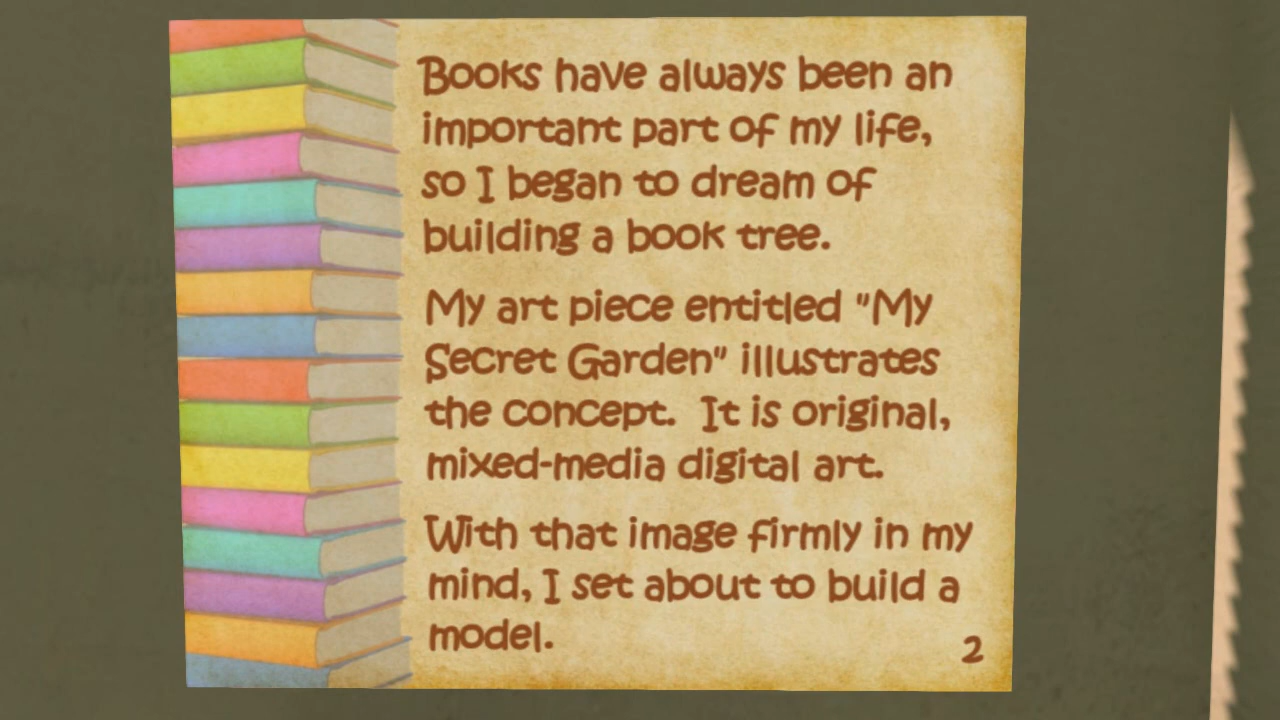 Books have always been an
important part of my life,
so I began to dream of
building a book tree.
My art piece entitled "My
Secret Garden" illustrates
the concept.  It is original,
mixed-media digital art.
With that image firmly in my
mind, I set about to build a
model.
2